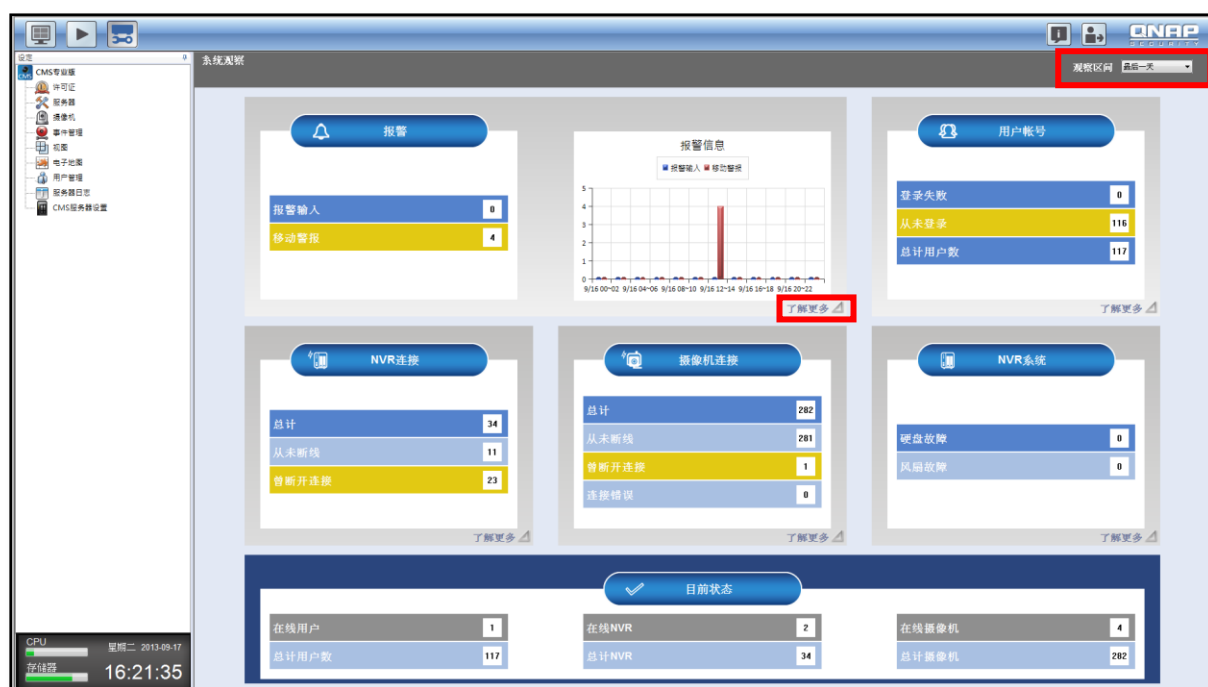 QNAP
SECURITY
设定
CMS专业版
许可证
服务器
摄像机
事件管理
视图
电子地图
用户管理
服务器日志
CMS服务器设置
系统观察
观察区间 最后一天
报警
报警输入 0
移动警报 4
报警信息
报警输入 移动警报
5
4
3
2
1
0
9/16 00~02 9/16 04~06 9/16 08~10 9/16 12~14 9/16 16~18 9/16 20~22
了解更多
用户帐号
登录失败 0
从未登录 116
总计用户数 117
了解更多
NVR连接
总计 34
从未断线 11
曾断开连接 23
了解更多
摄像机连接
总计 282
从未断线 281
曾断开连接 1
连接错误 0
了解更多
NVR系统
硬盘故障 0
风扇故障 0
了解更多
目前状态
在线用户 1
总计用户数 117
在线NVR 2
总计NVR 34
在线摄像机 4
总计摄像机 282
CPU
星期二 2013-09-17
存储器
16:21:35